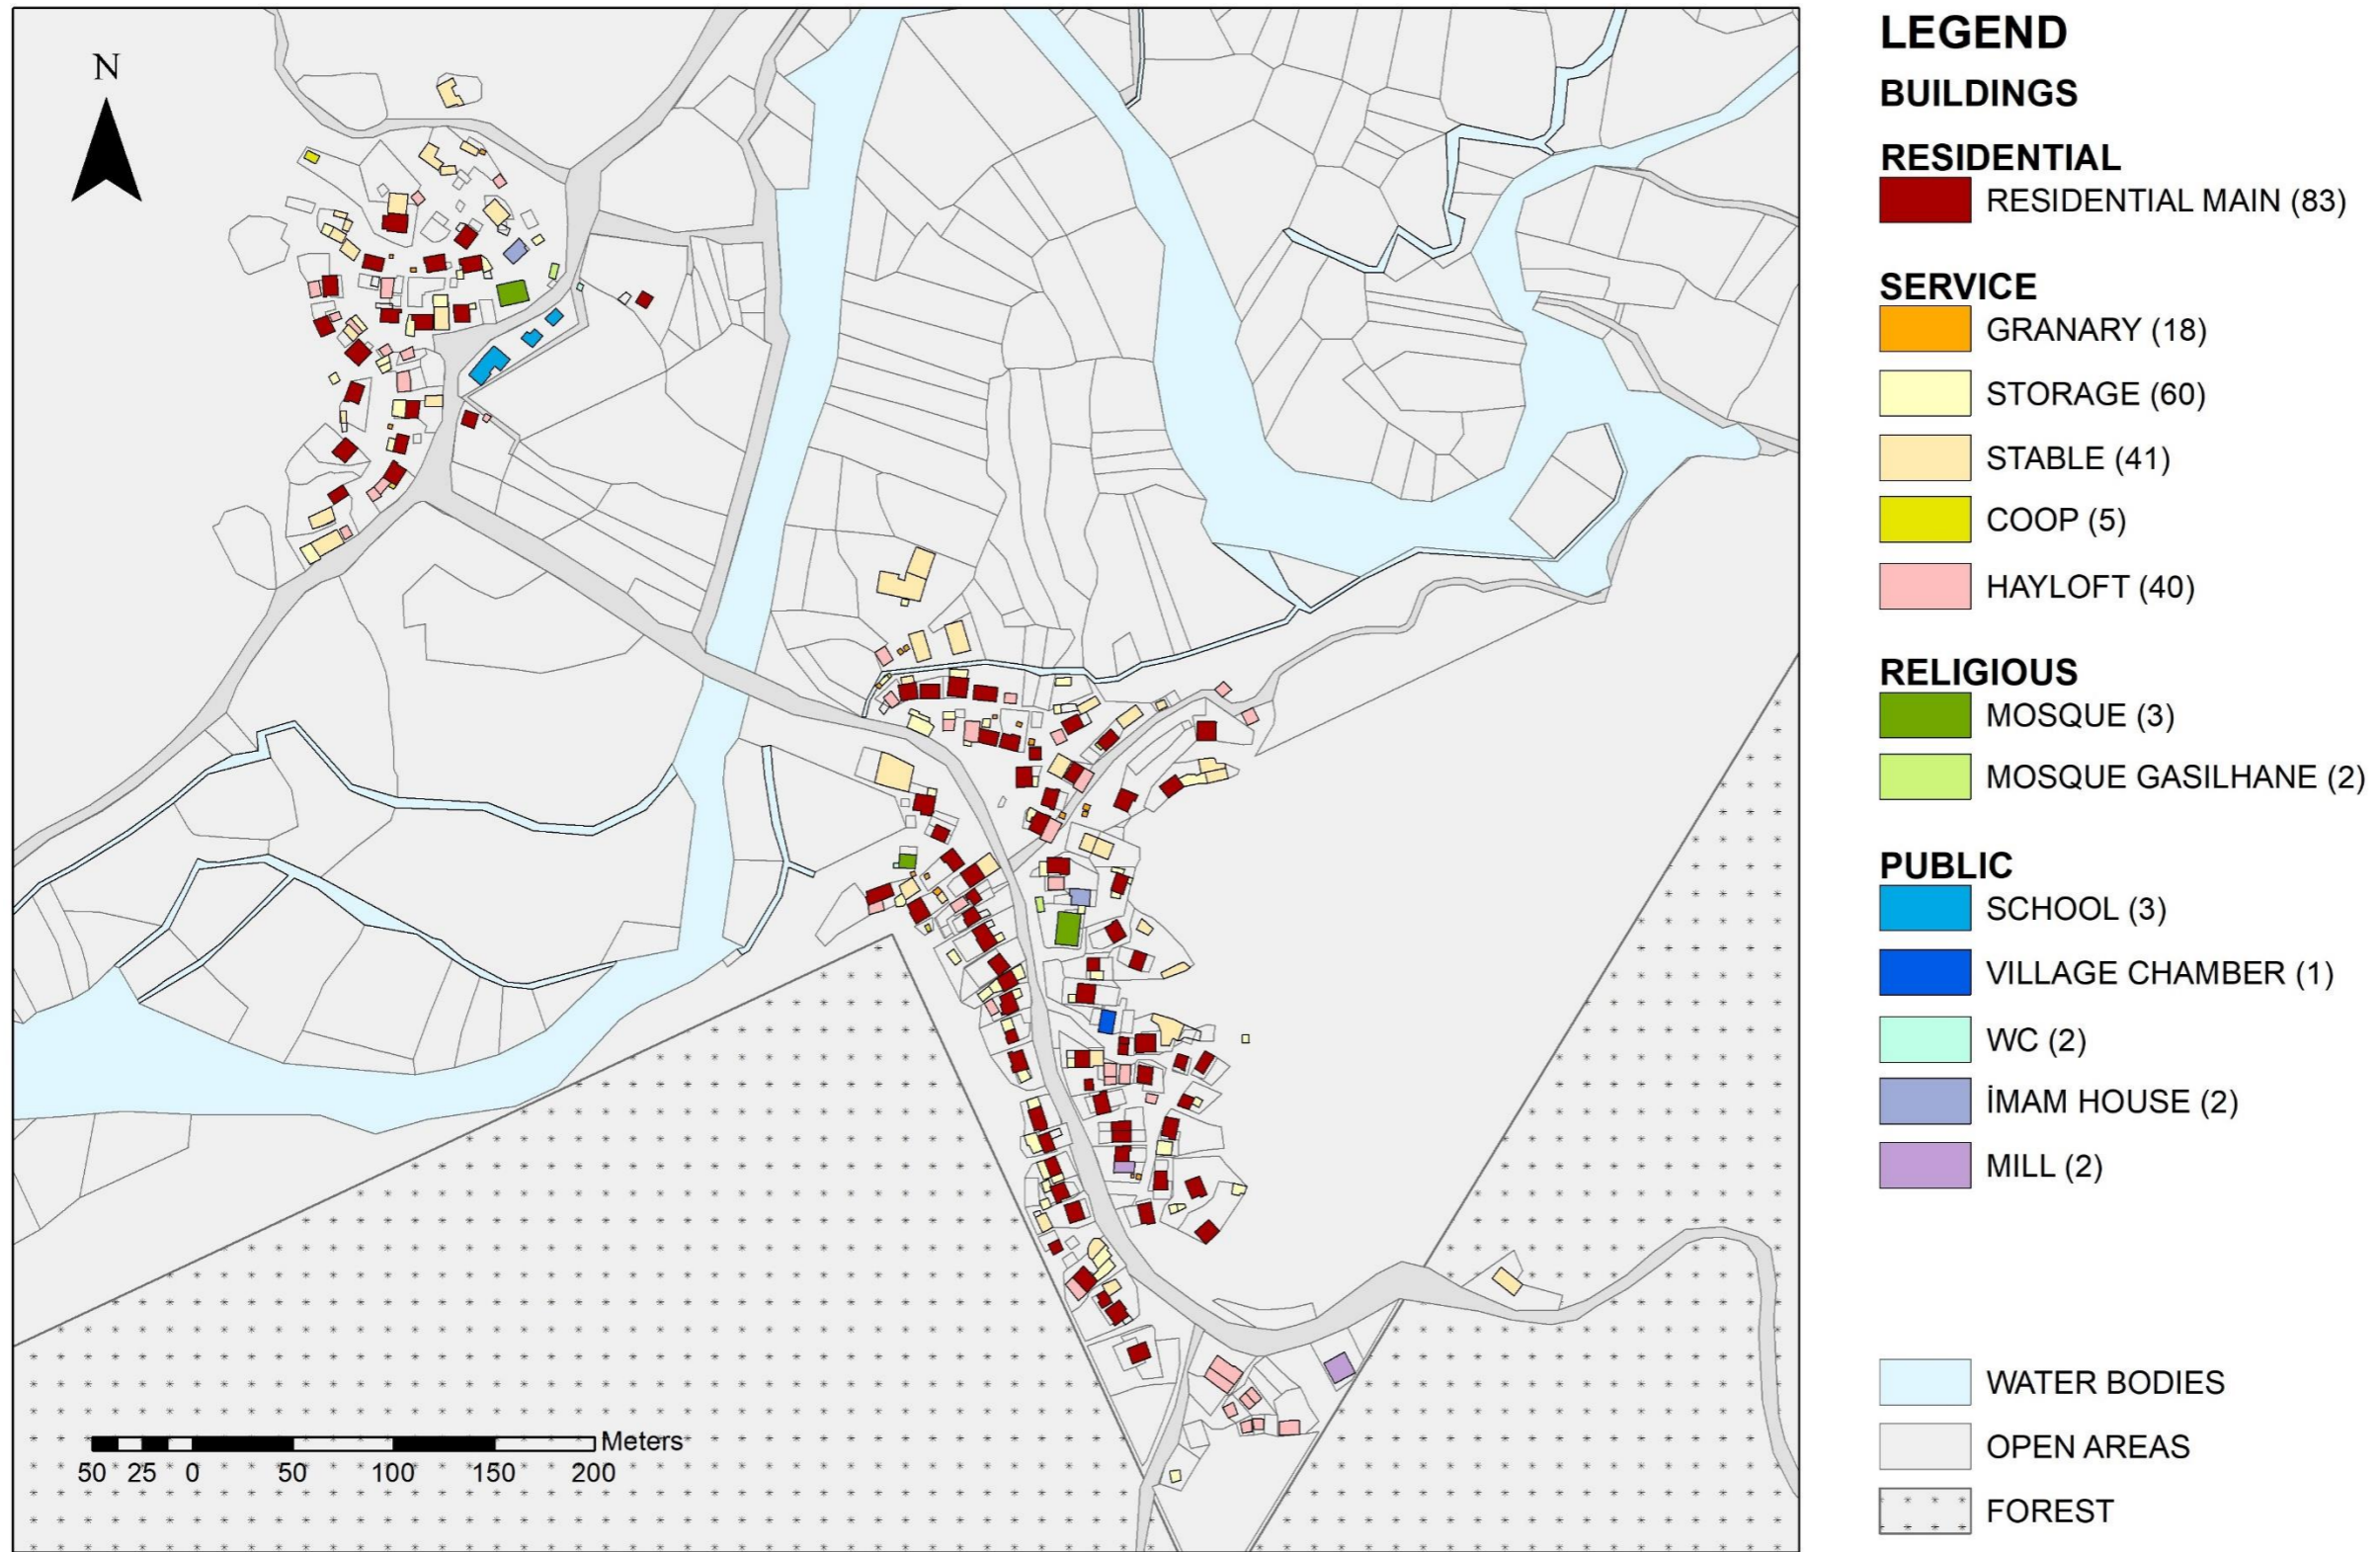 N
50 25 0 50 100 150 200 Meters
LEGEND
BUILDINGS
RESIDENTIAL
RESIDENTIAL MAIN (83)
SERVICE
GRANARY (18)
STORAGE (60)
STABLE (41)
COOP (5)
HAYLOFT (40)
RELIGIOUS
MOSQUE (3)
MOSQUE GASILHANE (2)
PUBLIC
SCHOOL (3)
VILLAGE CHAMBER (1)
WC (2)
İMAM HOUSE (2)
MILL (2)
WATER BODIES
OPEN AREAS
FOREST